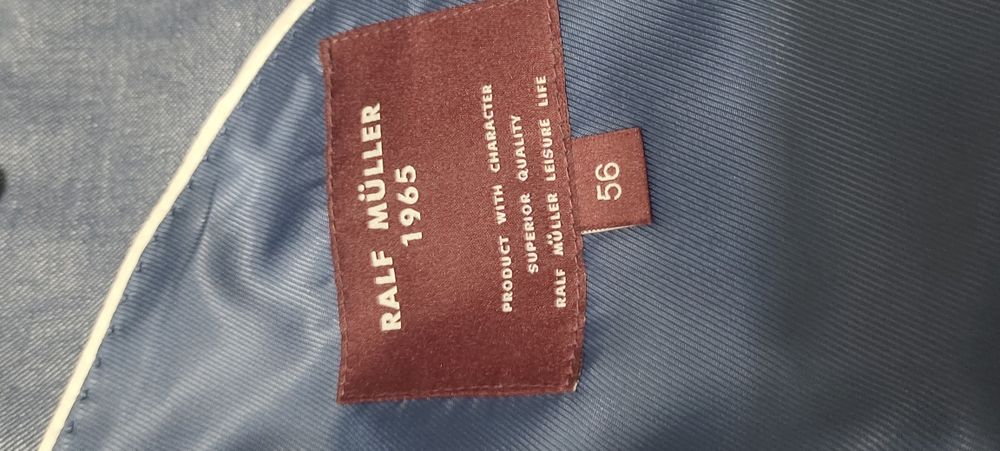 RALF MÜLLER
1965
PRODUCT WITH CHARACTER
SUPERIOR QUALITY
RALF MÜLLER LEISURE LIFE
56